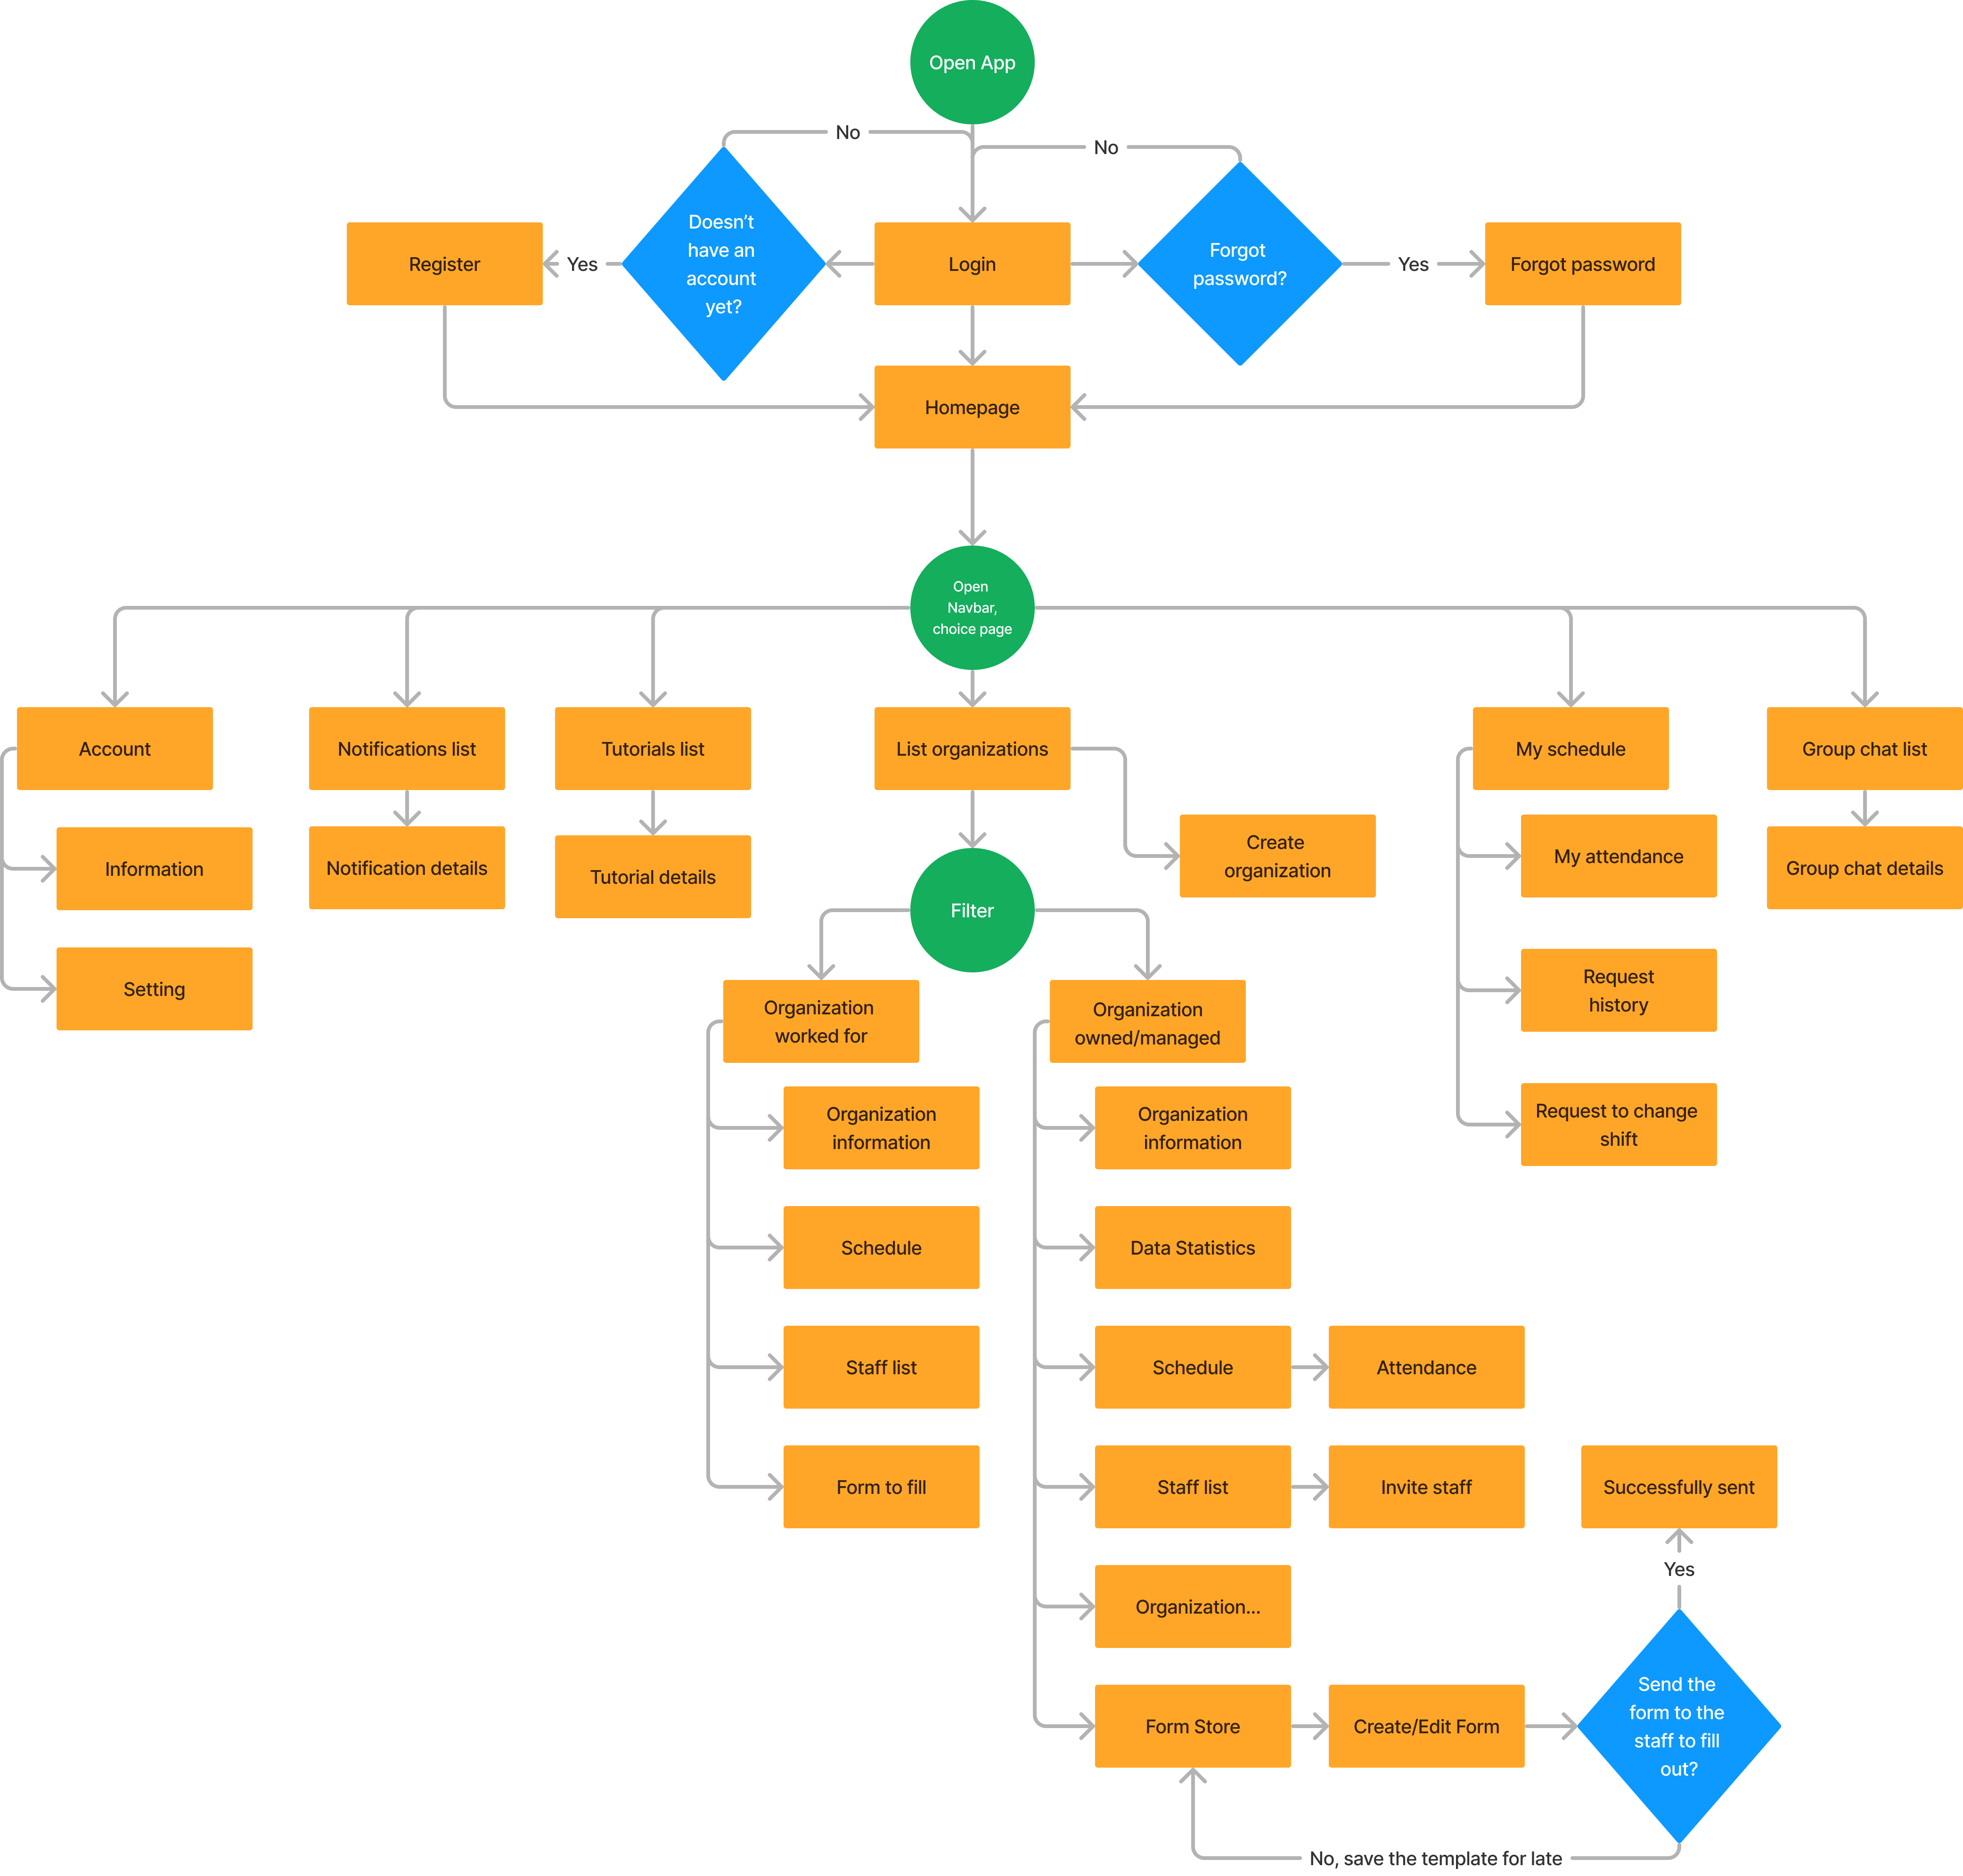 Open App
No
No
Doesn’t
have an
account
yet?
Register
Yes
Login
Forgot
password?
Yes
Forgot password
Homepage
Open
Navbar,
choice page
Account
Notifications list
Tutorials list
List organizations
My schedule
Group chat list
Information
Notification details
Tutorial details
Create
organization
My attendance
Group chat details
Filter
Setting
Request
history
Organization
worked for
Organization
owned/managed
Organization
information
Organization
information
Request to change
shift
Schedule
Data Statistics
Staff list
Schedule
Attendance
Form to fill
Staff list
Invite staff
Successfully sent
Yes
Organization...
Form Store
Create/Edit Form
Send the
form to the
staff to fill
out?
No, save the template for late